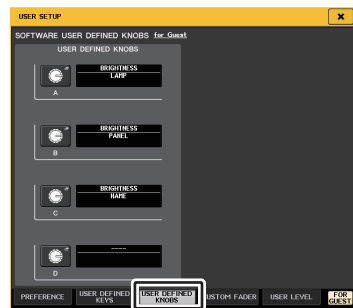 USER SETUP
SOFTWARE USER DEFINED KNOBS for Guest
USER DEFINED KNOBS
BRIGHTNESS
LAMP
A
BRIGHTNESS
PANEL
B
BRIGHTNESS
NAME
C
----
D
PREFERENCE
USER DEFINED
KEYS
USER DEFINED
KNOBS
USTOM FADER
USER LEVEL
FOR
GUEST